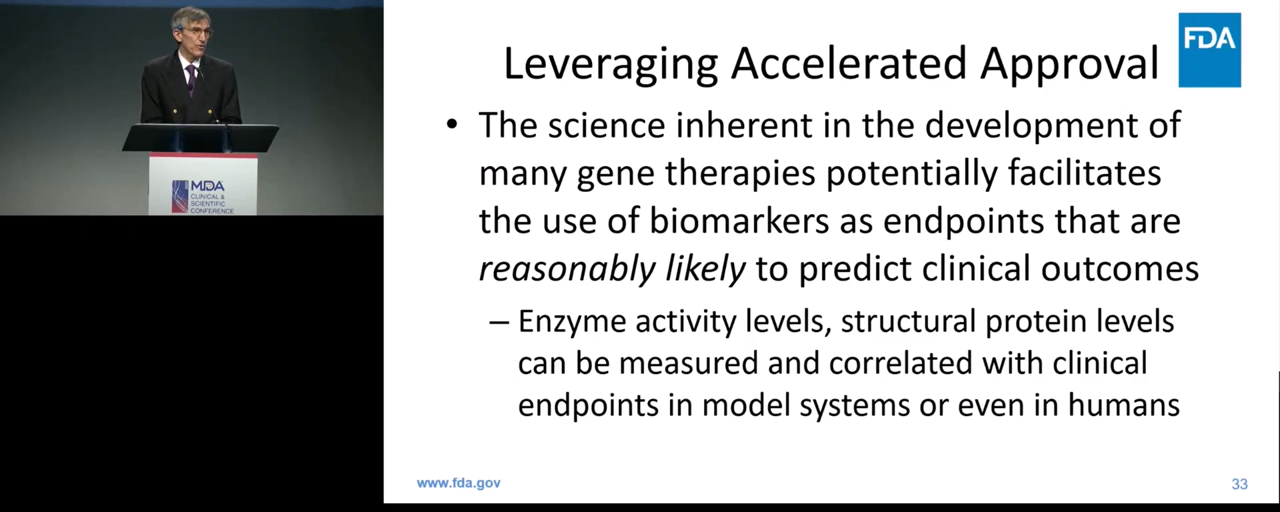 MDA
CLINICAL &
SCIENTIFIC
CONFERENCE
Leveraging Accelerated Approval
FDA
• The science inherent in the development of
many gene therapies potentially facilitates
the use of biomarkers as endpoints that are
reasonably likely to predict clinical outcomes
– Enzyme activity levels, structural protein levels
can be measured and correlated with clinical
endpoints in model systems or even in humans
www.fda.gov
33